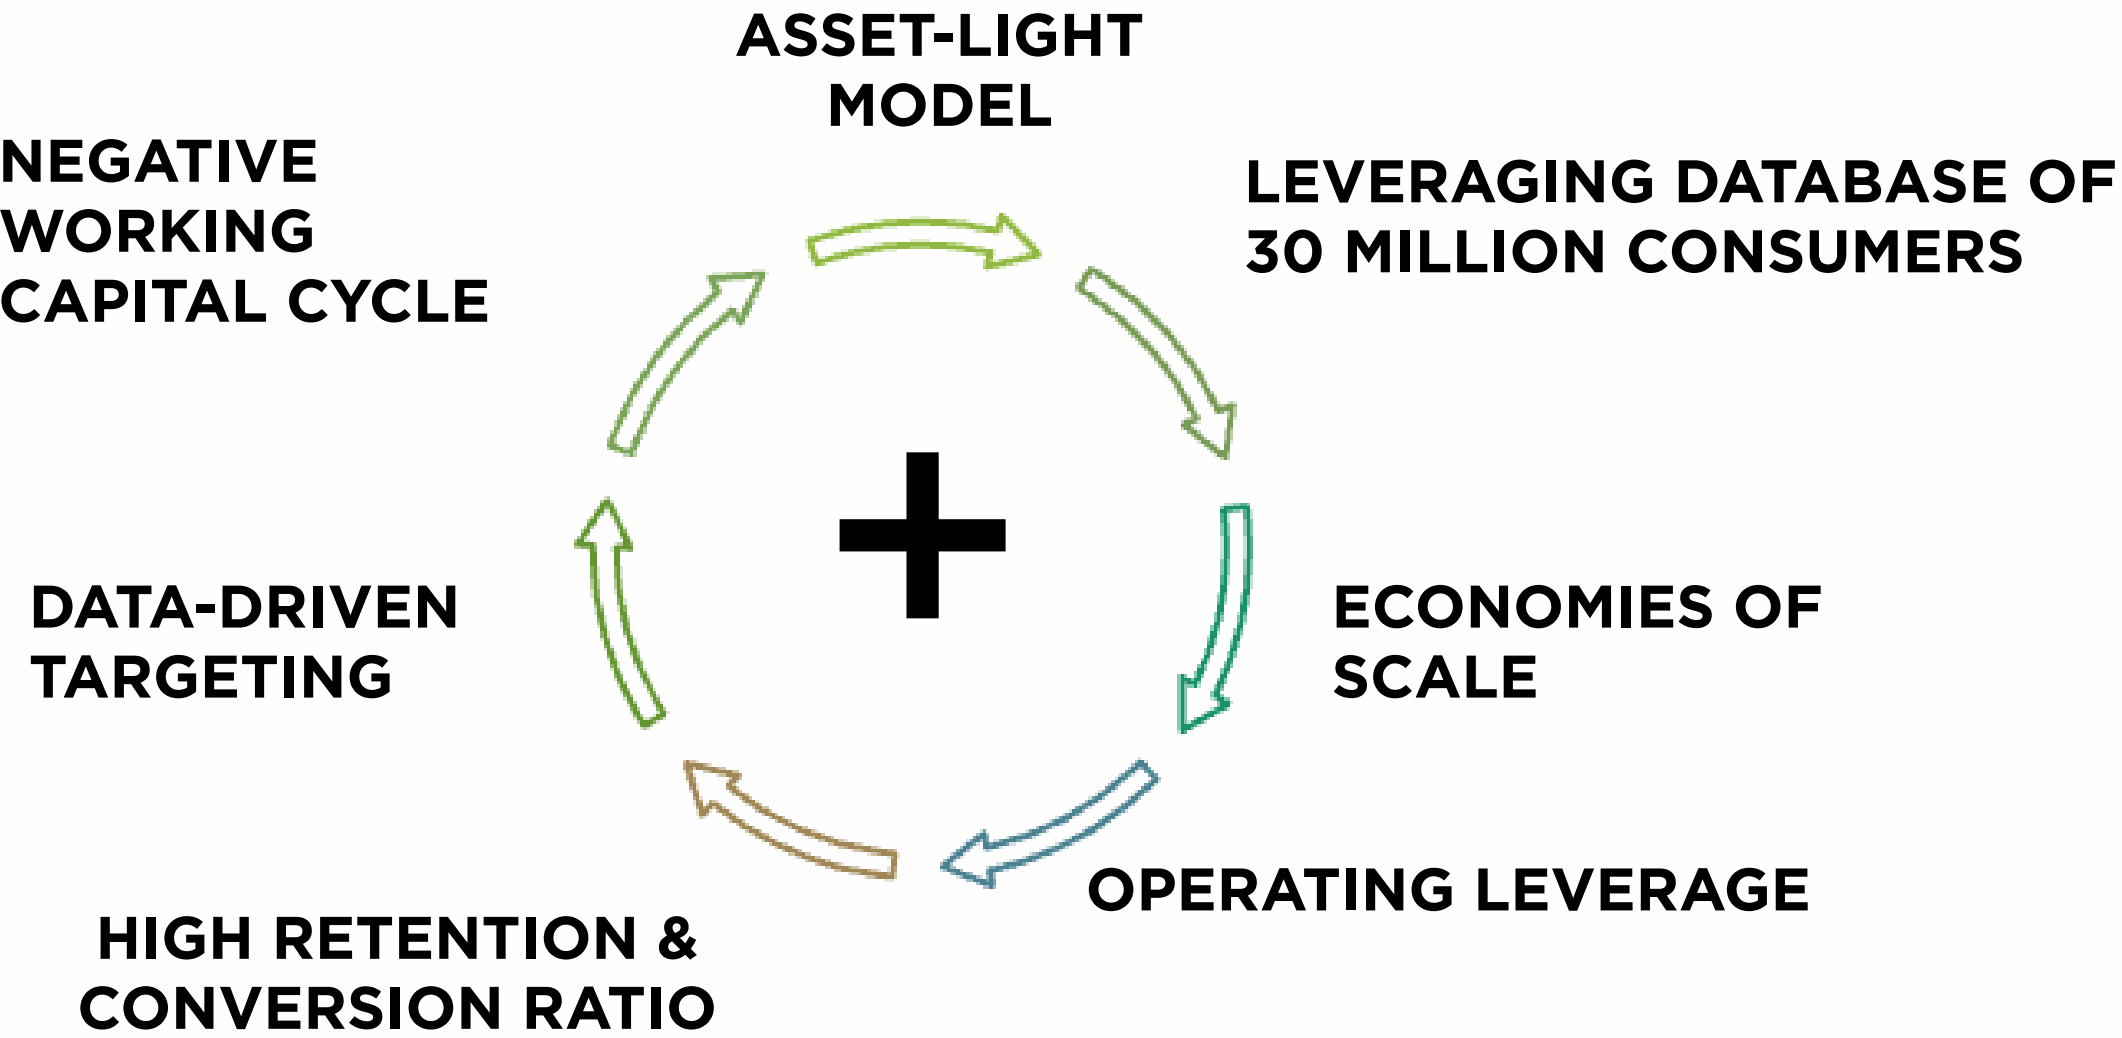 ASSET-LIGHT
MODEL
LEVERAGING DATABASE OF
30 MILLION CONSUMERS
ECONOMIES OF
SCALE
OPERATING LEVERAGE
HIGH RETENTION &
CONVERSION RATIO
DATA-DRIVEN
TARGETING
NEGATIVE
WORKING
CAPITAL CYCLE